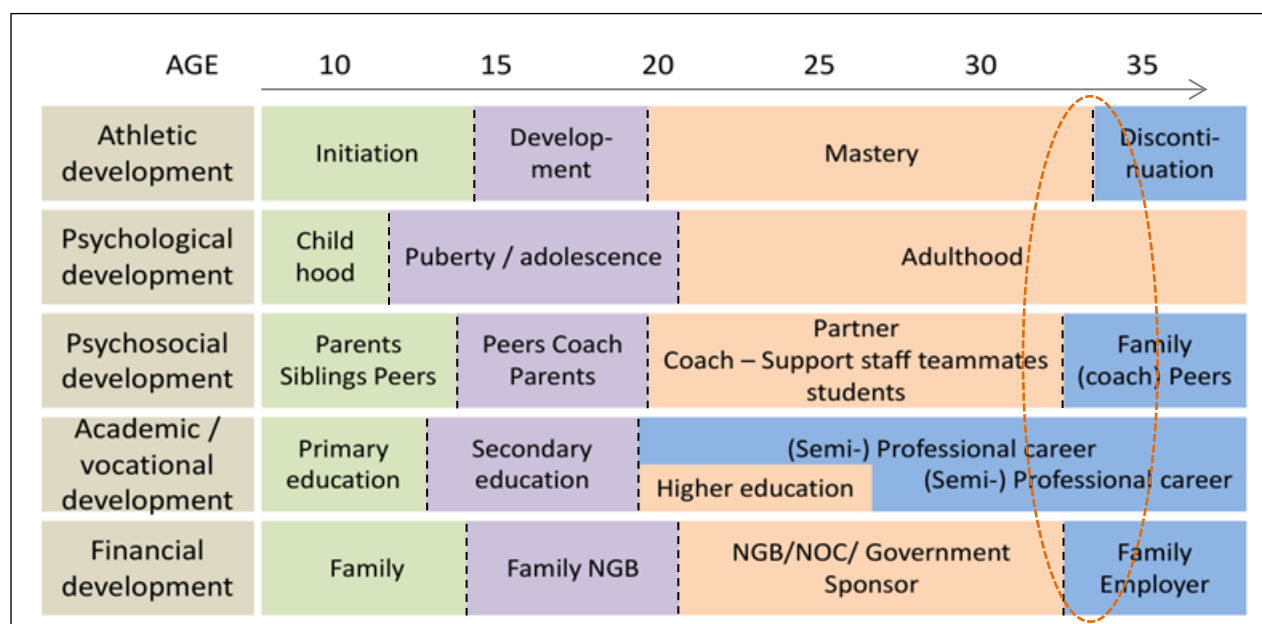 AGE 10 15 20 25 30 35
Athletic
development
Initiation
Develop-
ment
Mastery
Disconti-
nuation
Psychological
development
Child
hood
Puberty / adolescence
Adulthood
Psychosocial
development
Parents
Siblings Peers
Peers Coach
Parents
Partner
Coach – Support staff teammates
students
Family
(coach) Peers
Academic /
vocational
development
Primary
education
Secondary
education
(Semi-) Professional career
Higher education
(Semi-) Professional career
Financial
development
Family
Family NGB
NGB/NOC/ Government
Sponsor
Family
Employer